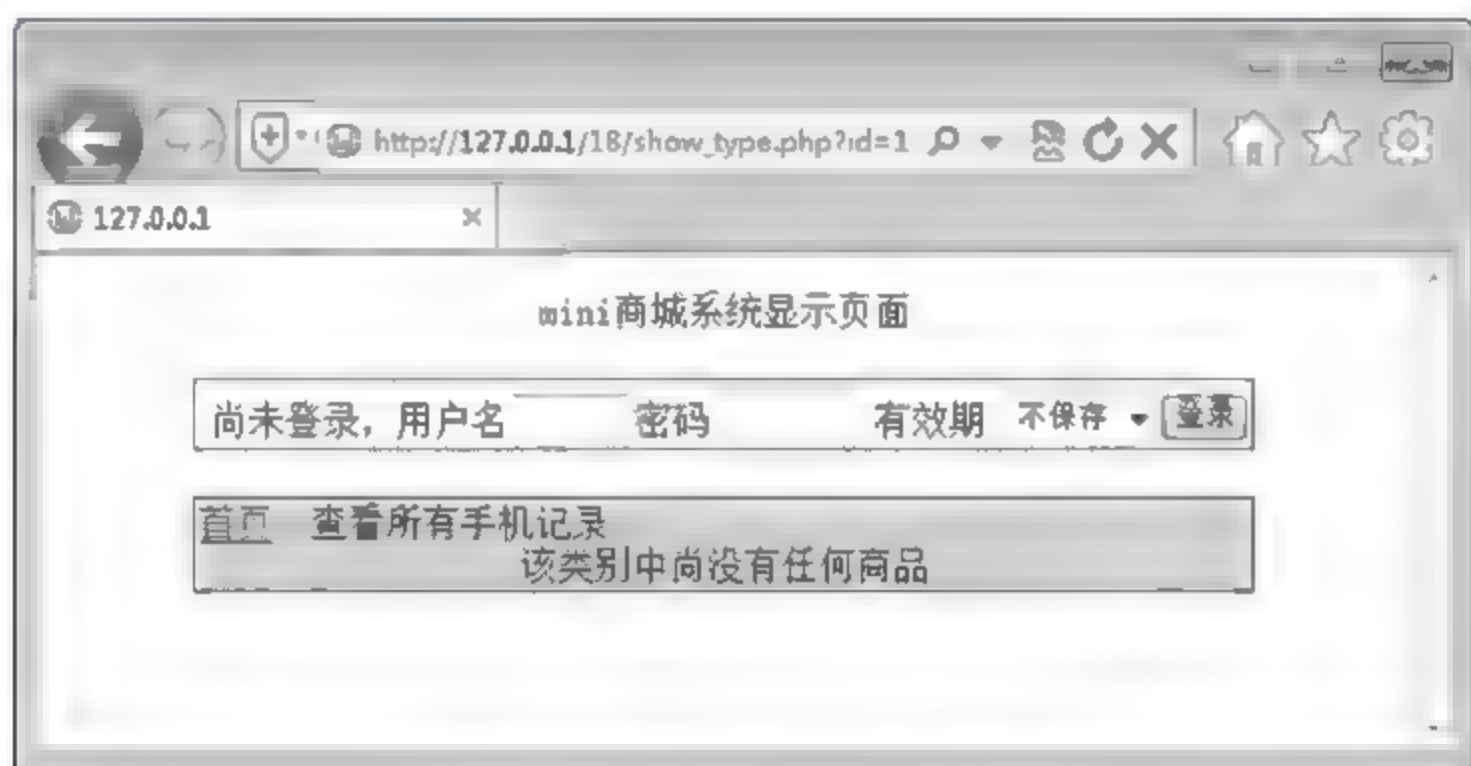 http://127.0.0.1/18/show_type.php?id=1
127.0.0.1
mini商城系统显示页面
尚未登录，用户名 密码 有效期 不保存 登录
首页 查看所有手机记录
该类别中尚没有任何商品